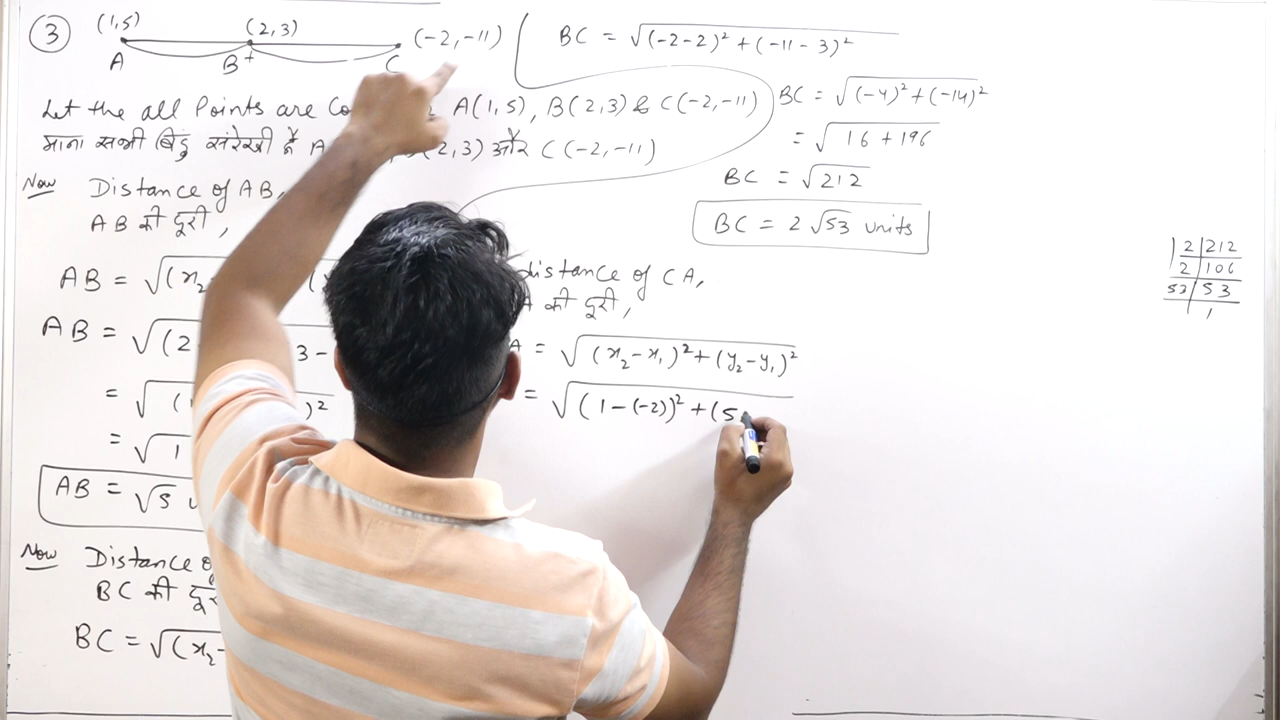 ③
(1,5) (2,3) (-2,-11)
A B C
Let the all Points are A(1,5), B(2,3) & C(-2,-11)
माना सभी बिंदु संरेखी हैं A (2,3) और C(-2,-11)
Now Distance of AB,
AB की दूरी,
AB = √(x₂-
AB = √(2 3-
= √( )²
= √1
AB = √5
Now Distance
BC की
BC = √(x₂-
BC = √(-2-2)² + (-11-3)²
BC = √(-4)² + (-14)²
= √16 + 196
BC = √212
BC = 2√53 units
2 | 212
2 | 106
53 | 53
1
distance of CA,
की दूरी,
A = √(x₂-x₁)² + (y₂-y₁)²
= √(1-(-2))² + (5